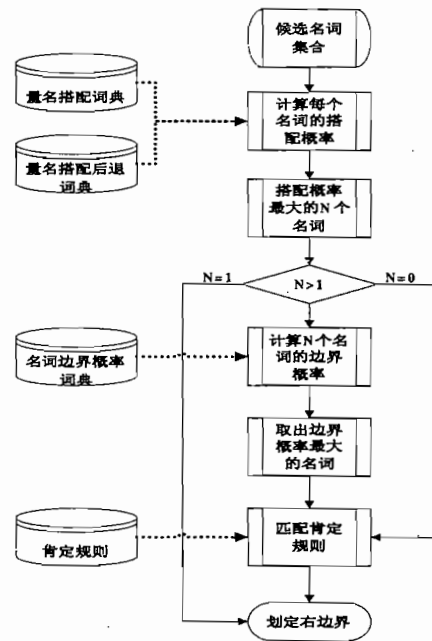 候选名词
集合
量名搭配词典
计算每个
名词的搭
配概率
量名搭配后退
词典
搭配概率
最大的N个
名词
N=1
N>1
N=0
名词边界概率
词典
计算N个名
词的边界
概率
取出边界
概率最大
的名词
肯定规则
匹配肯定
规则
划定右边界